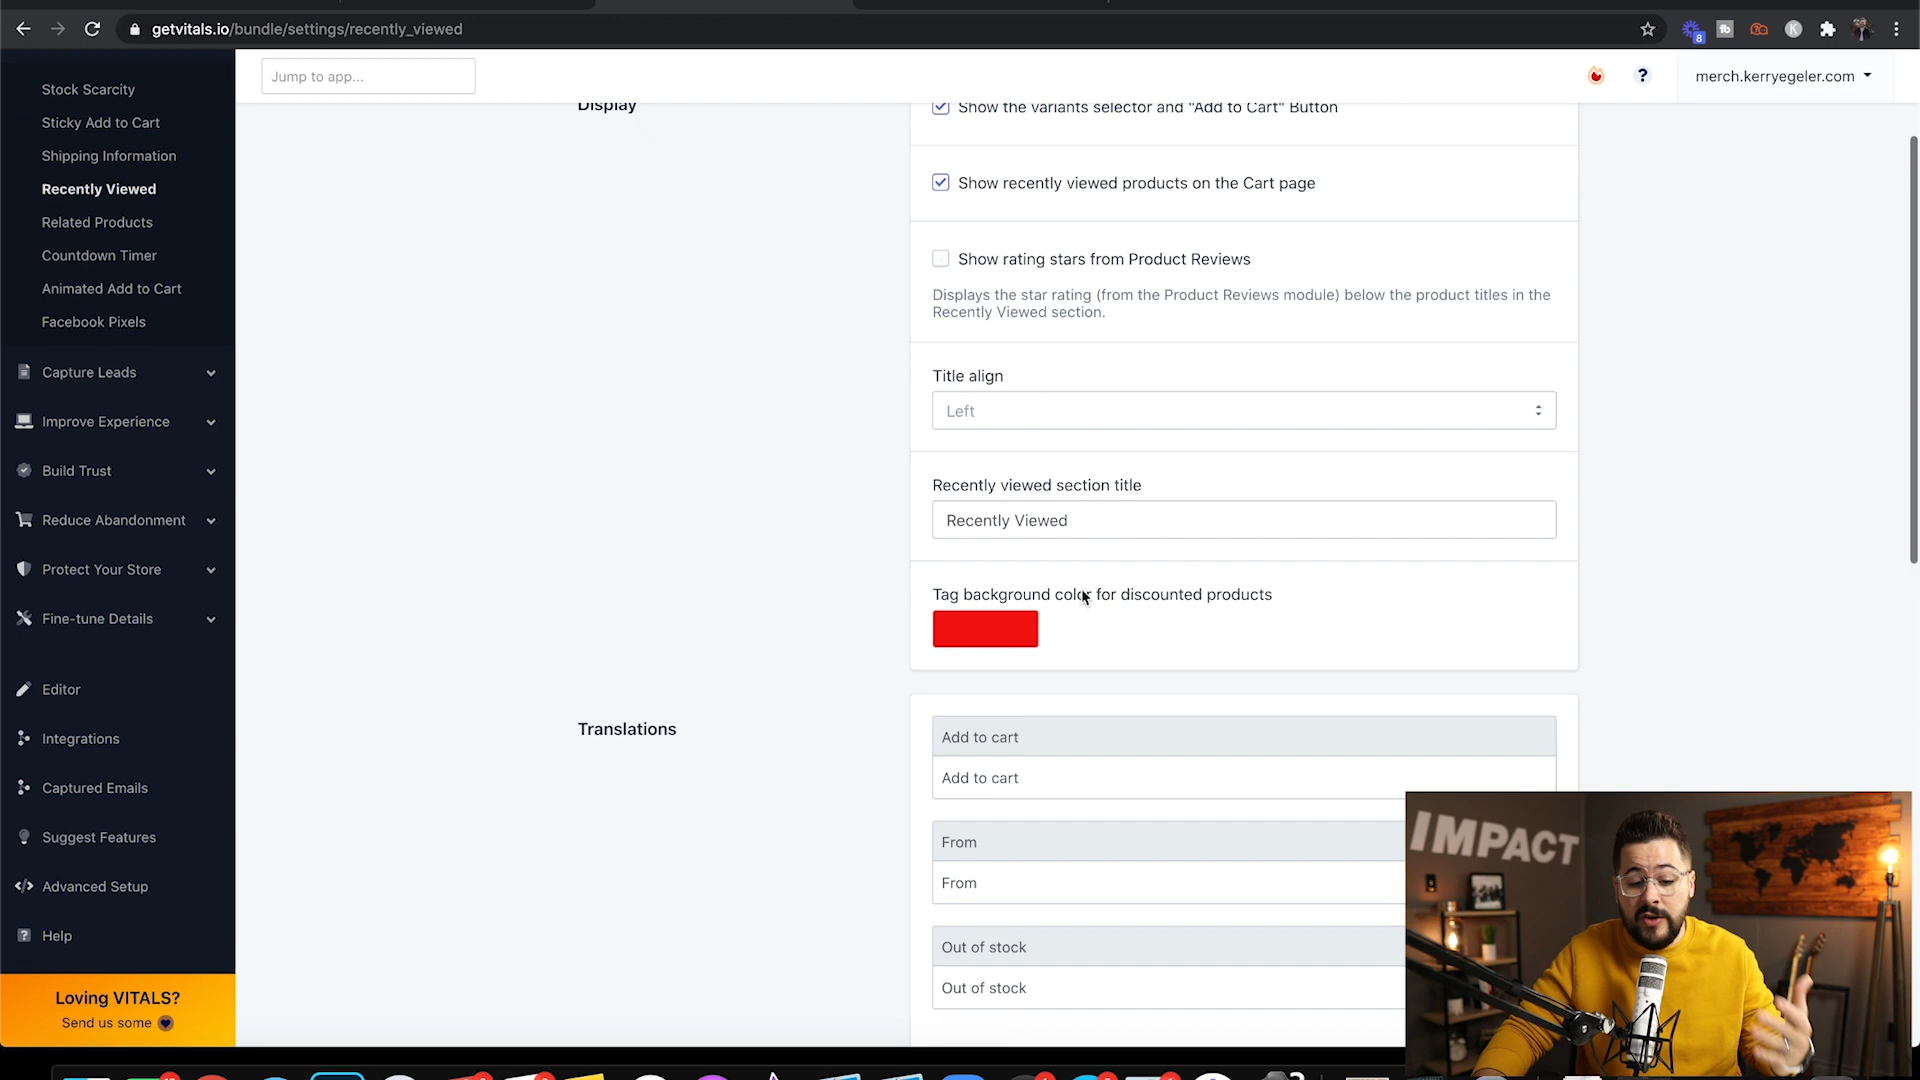 getvitals.io/bundle/settings/recently_viewed
8
tb
K
Jump to app...
?
merch.kerryegeler.com
Stock Scarcity
Sticky Add to Cart
Shipping Information
Recently Viewed
Related Products
Countdown Timer
Animated Add to Cart
Facebook Pixels
Capture Leads
Improve Experience
Build Trust
Reduce Abandonment
Protect Your Store
Fine-tune Details
Editor
Integrations
Captured Emails
Suggest Features
Advanced Setup
Help
Loving VITALS?
Send us some
Display
Show the variants selector and "Add to Cart" Button
Show recently viewed products on the Cart page
Show rating stars from Product Reviews
Displays the star rating (from the Product Reviews module) below the product titles in the
Recently Viewed section.
Title align
Left
Recently viewed section title
Recently Viewed
Tag background color for discounted products
Translations
Add to cart
Add to cart
From
From
Out of stock
Out of stock
IMPACT